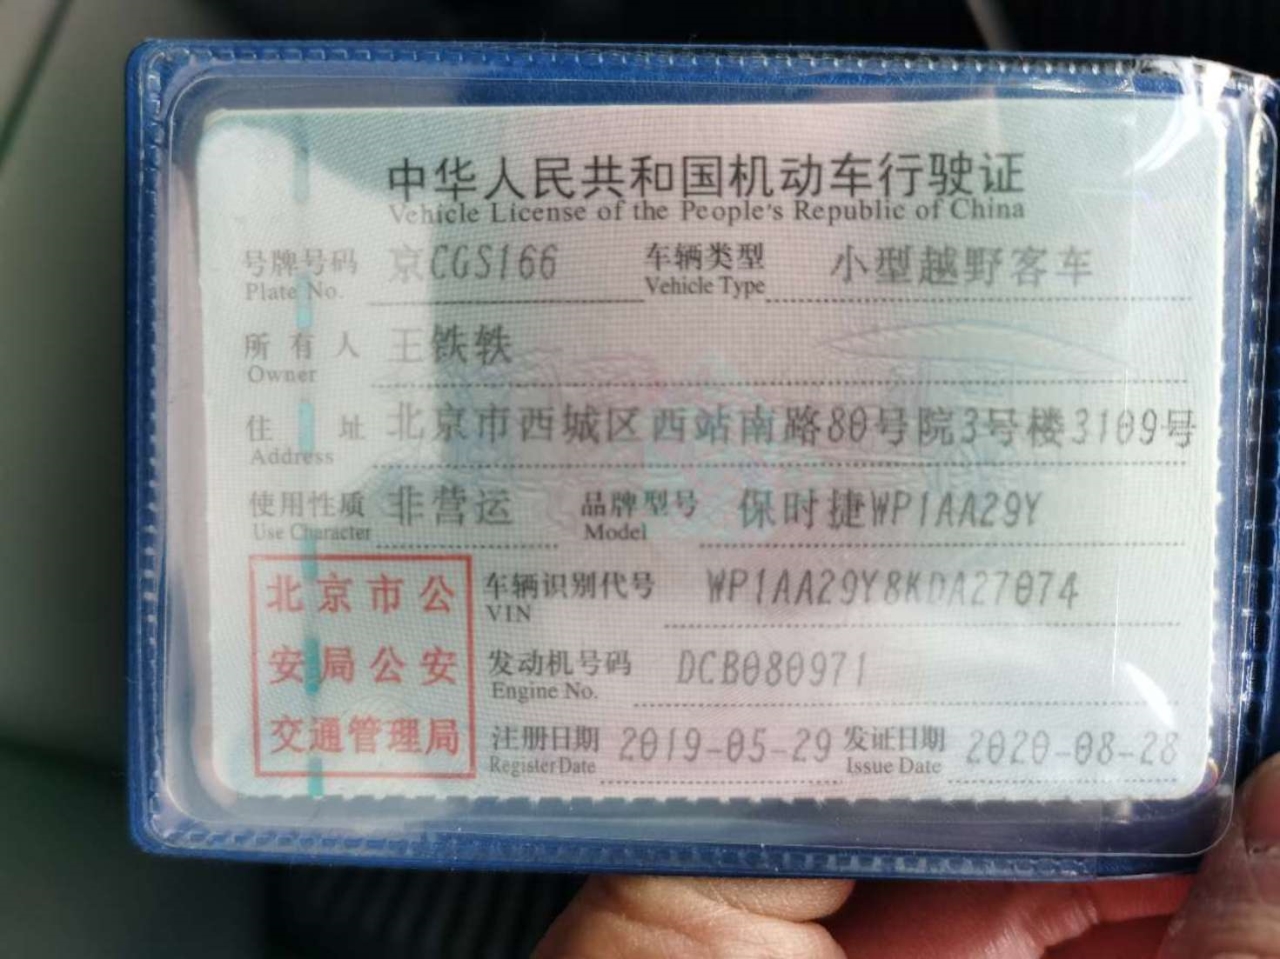 中华人民共和国机动车行驶证
Vehicle License of the People's Republic of China
号牌号码 京CGS166 车辆类型 小型越野客车
Plate No. Vehicle Type
所有人 王铁轶
Owner
住址 北京市西城区西站南路80号院3号楼3109号
Address
使用性质 非营运 品牌型号 保时捷WP1AA29Y
Use Character Model
北京市公
安局公安
交通管理局
车辆识别代号 WP1AA29Y8KDA27074
VIN
发动机号码 DCB080971
Engine No.
注册日期 2019-05-29 发证日期 2020-08-28
Register Date Issue Date